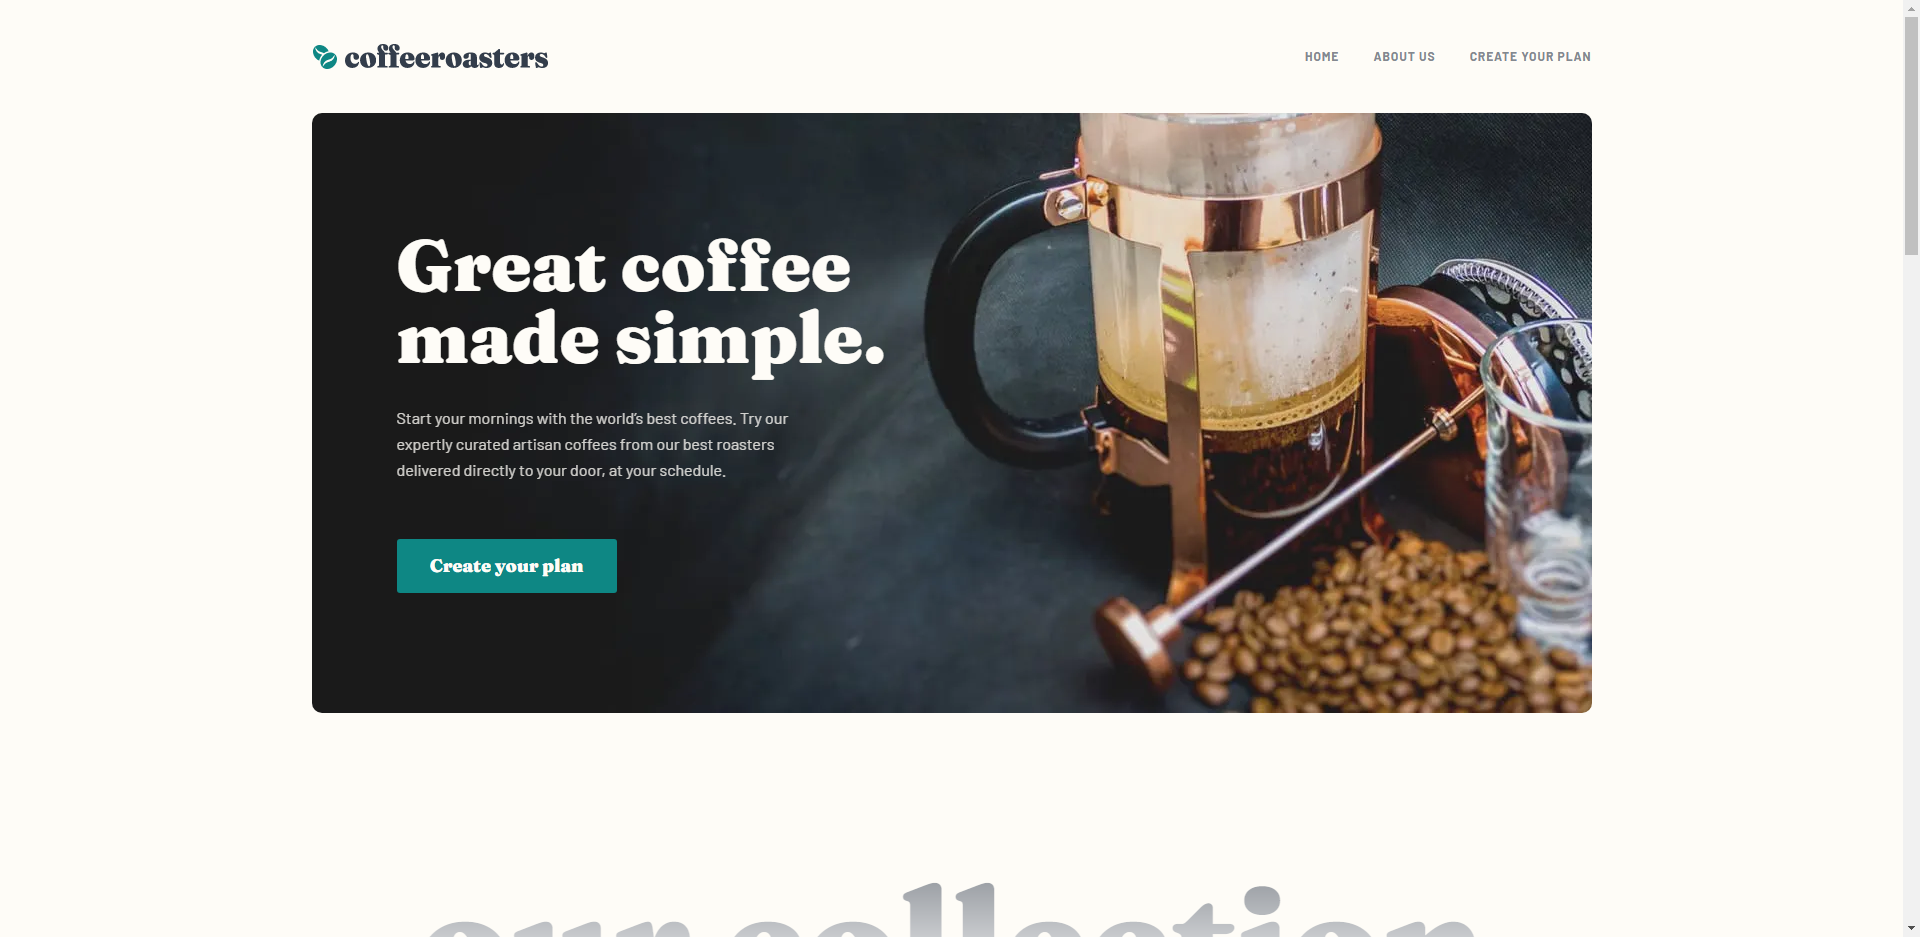 coffeeroasters
HOME
ABOUT US
CREATE YOUR PLAN
Great coffee
made simple.
Start your mornings with the world’s best coffees. Try our
expertly curated artisan coffees from our best roasters
delivered directly to your door, at your schedule.
Create your plan
our collection